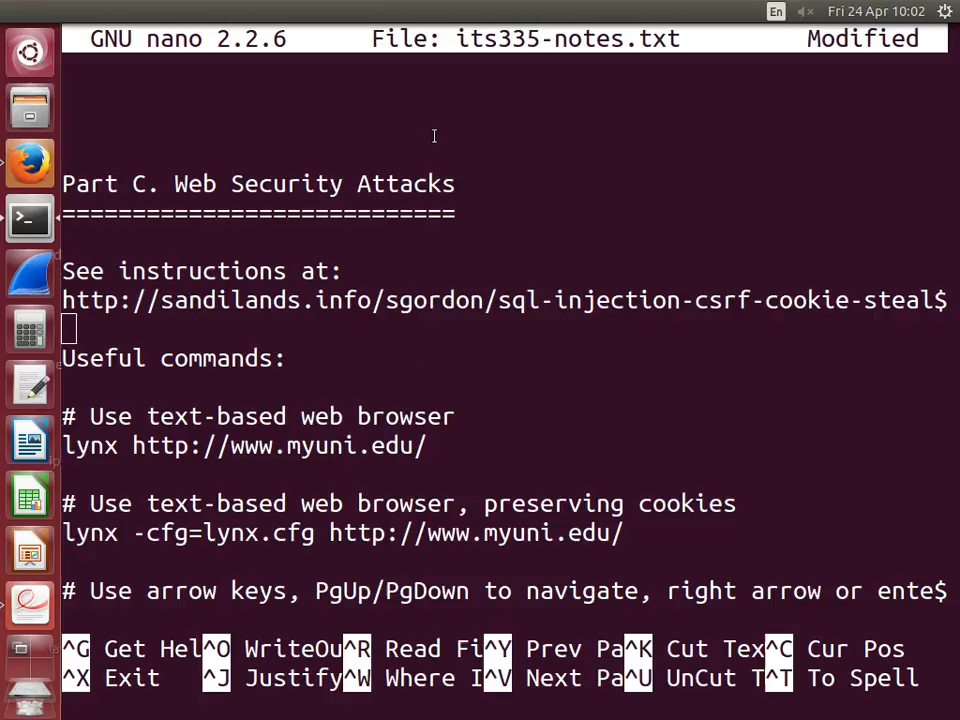 En Fri 24 Apr 10:02
GNU nano 2.2.6 File: its335-notes.txt Modified
Part C. Web Security Attacks
============================
See instructions at:
http://sandilands.info/sgordon/sql-injection-csrf-cookie-steal$
Useful commands:
# Use text-based web browser
lynx http://www.myuni.edu/
# Use text-based web browser, preserving cookies
lynx -cfg=lynx.cfg http://www.myuni.edu/
# Use arrow keys, PgUp/PgDown to navigate, right arrow or ente$
^G Get Hel^O WriteOu^R Read Fi^Y Prev Pa^K Cut Tex^C Cur Pos
^X Exit ^J Justify^W Where I^V Next Pa^U UnCut T^T To Spell